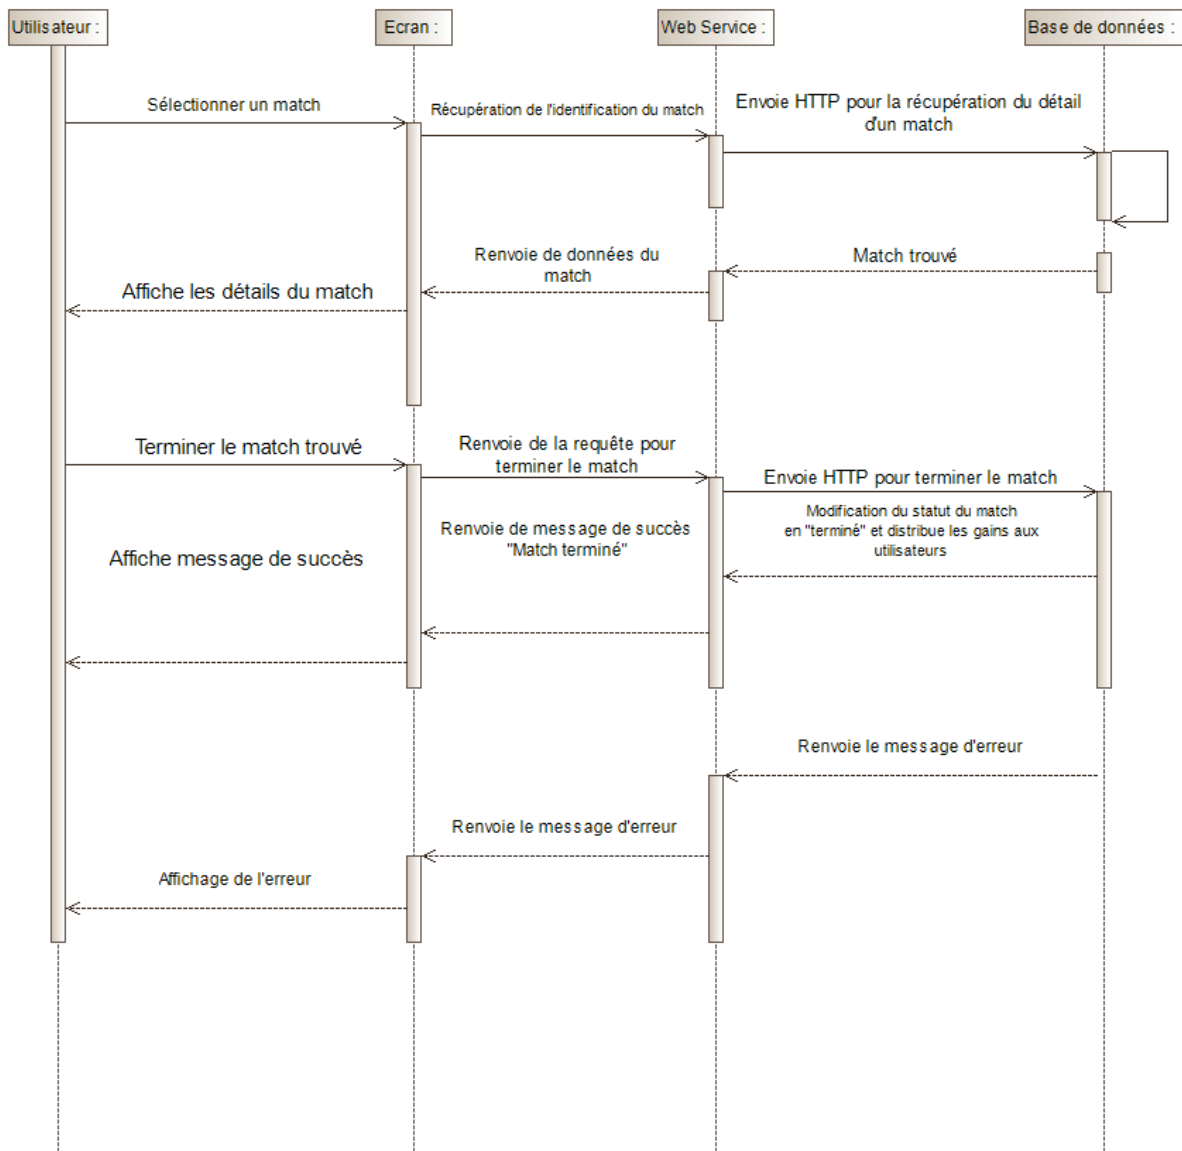 Utilisateur :
Ecran :
Web Service :
Base de données :
Sélectionner un match
Récupération de l'identification du match
Envoie HTTP pour la récupération du détail
d'un match
Match trouvé
Renvoie de données du
match
Affiche les détails du match
Terminer le match trouvé
Renvoie de la requête pour
terminer le match
Envoie HTTP pour terminer le match
Modification du statut du match
en "terminé" et distribue les gains aux
utilisateurs
Renvoie de message de succès
"Match terminé"
Affiche message de succès
Renvoie le message d'erreur
Renvoie le message d'erreur
Affichage de l'erreur